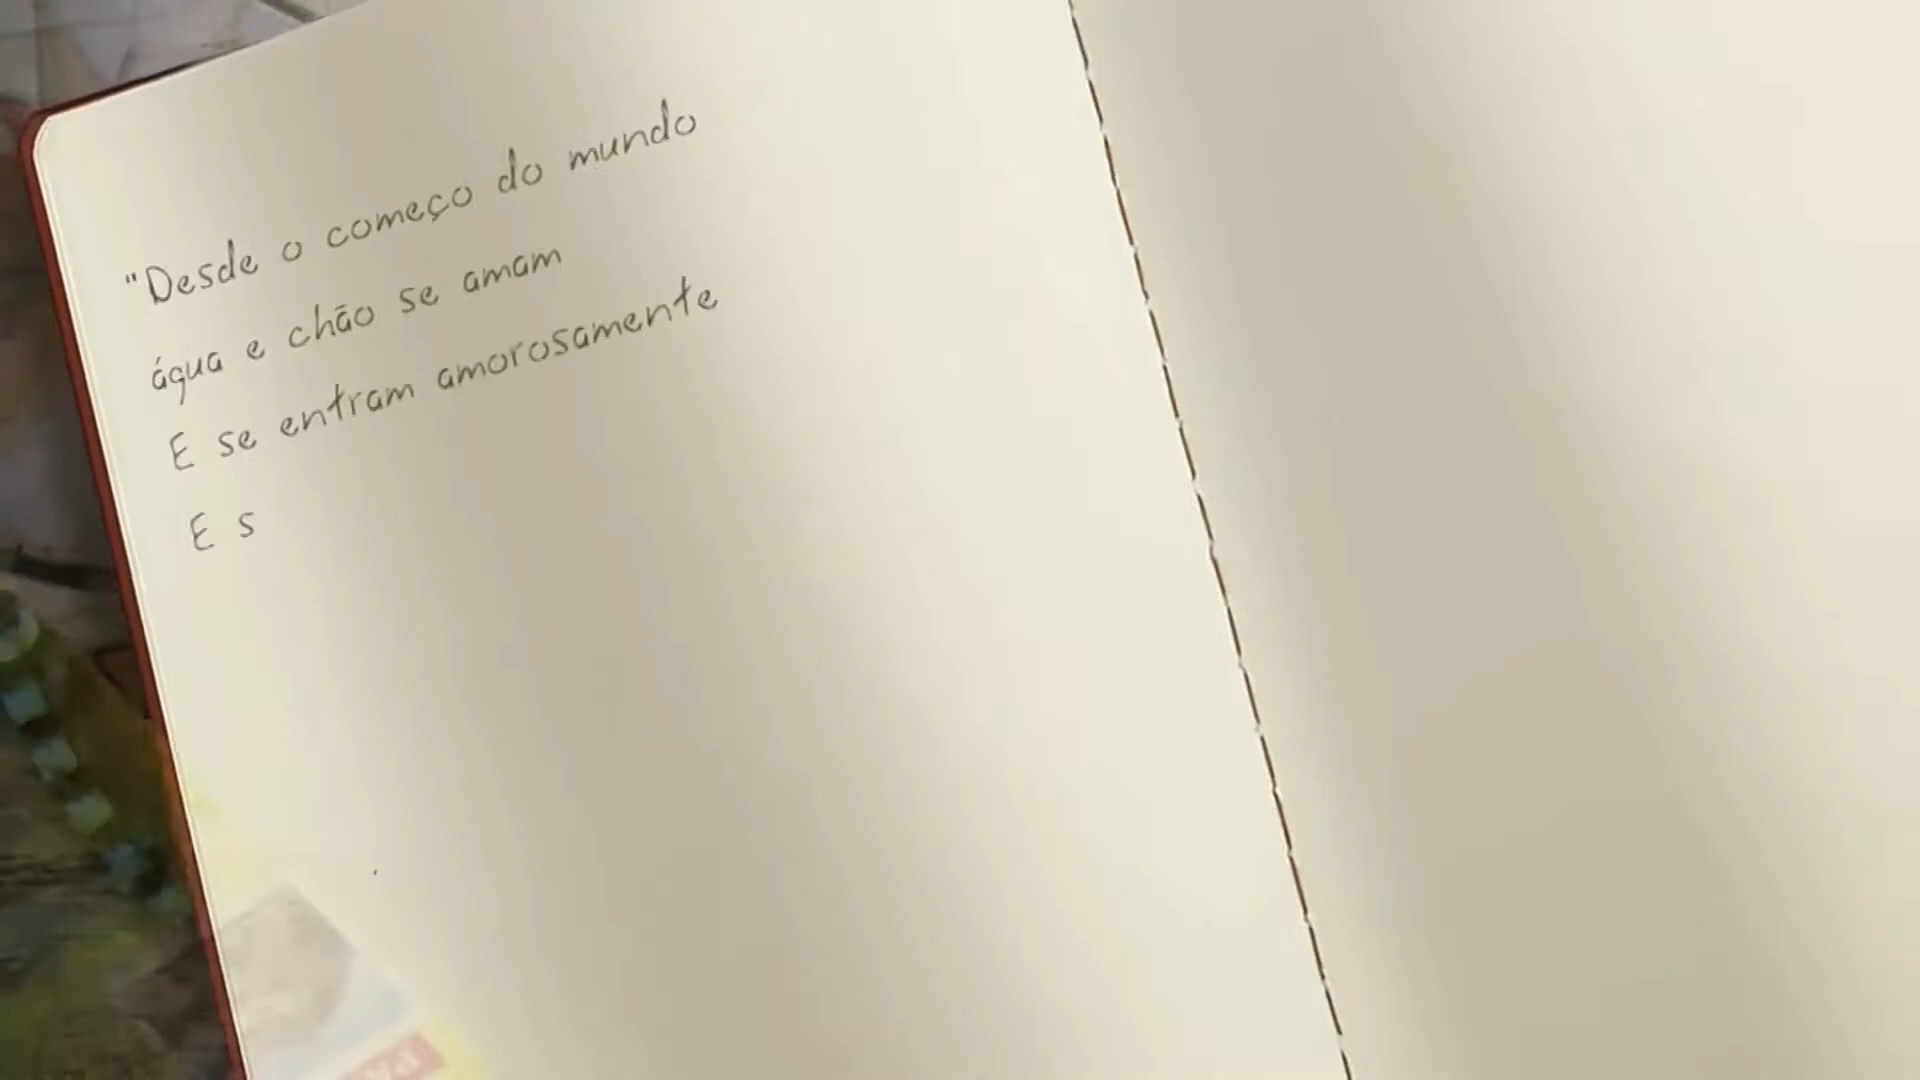 "Desde o começo do mundo
água e chão se amam
E se entram amorosamente
E s